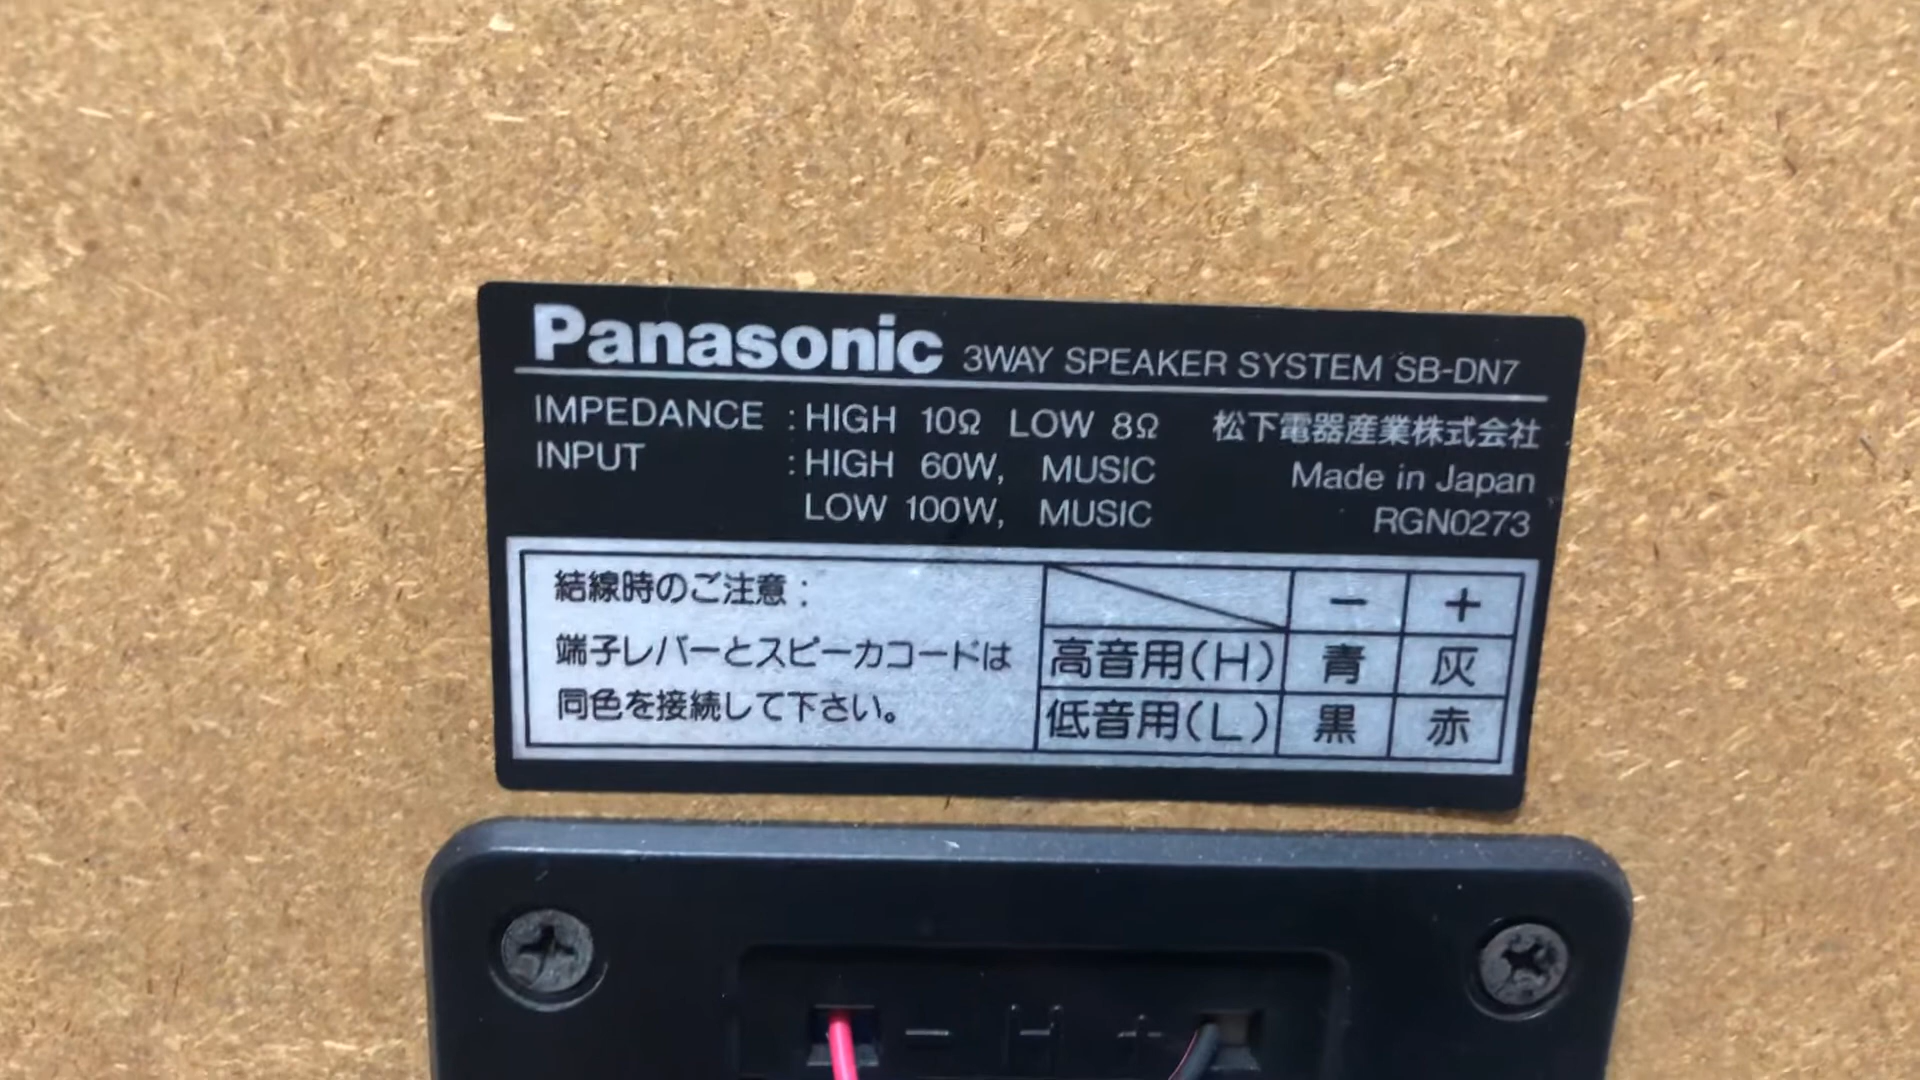 Panasonic 3WAY SPEAKER SYSTEM SB-DN7
IMPEDANCE : HIGH 10Ω LOW 8Ω 松下電器産業株式会社
INPUT : HIGH 60W, MUSIC Made in Japan
LOW 100W, MUSIC RGN0273
結線時のご注意:
端子レバーとスピーカコードは
同色を接続して下さい。
− +
高音用(H) 青 灰
低音用(L) 黒 赤
− H +